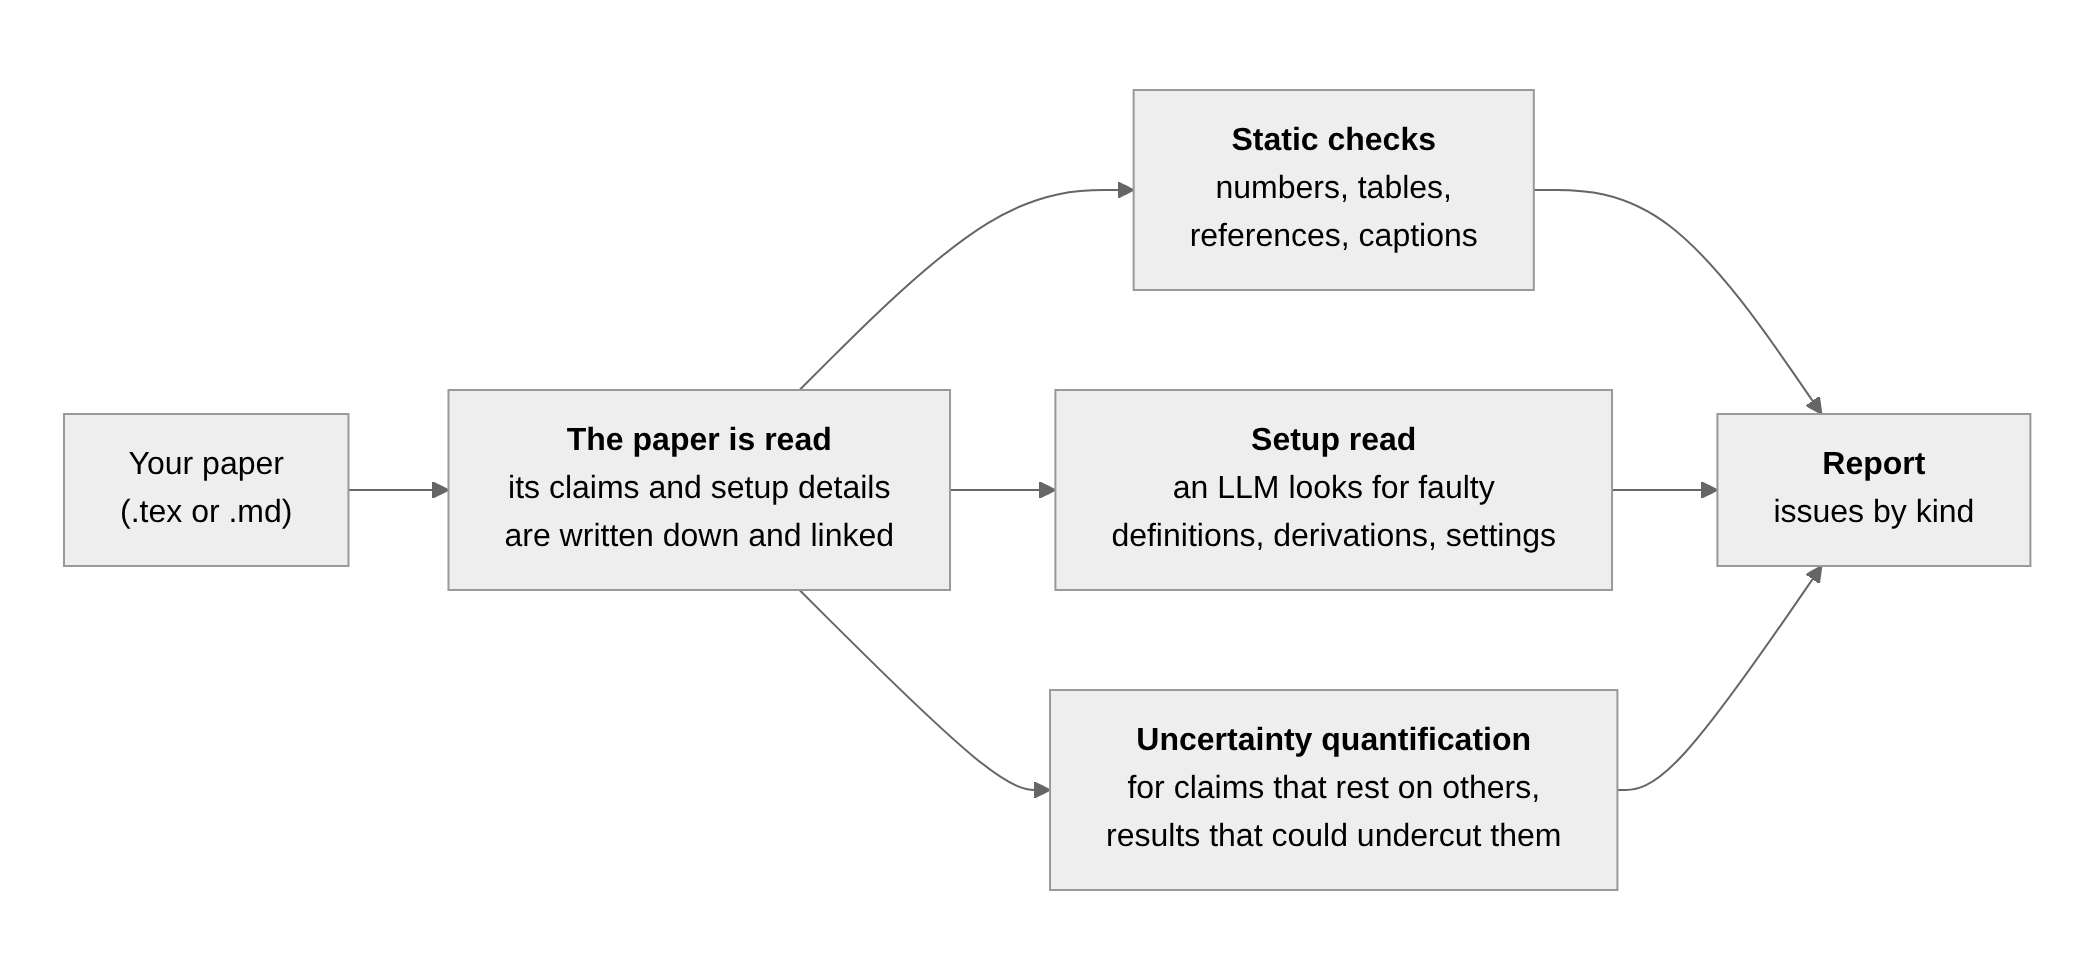 Your paper
(.tex or .md)
The paper is read
its claims and setup details
are written down and linked
Static checks
numbers, tables,
references, captions
Setup read
an LLM looks for faulty
definitions, derivations, settings
Uncertainty quantification
for claims that rest on others,
results that could undercut them
Report
issues by kind